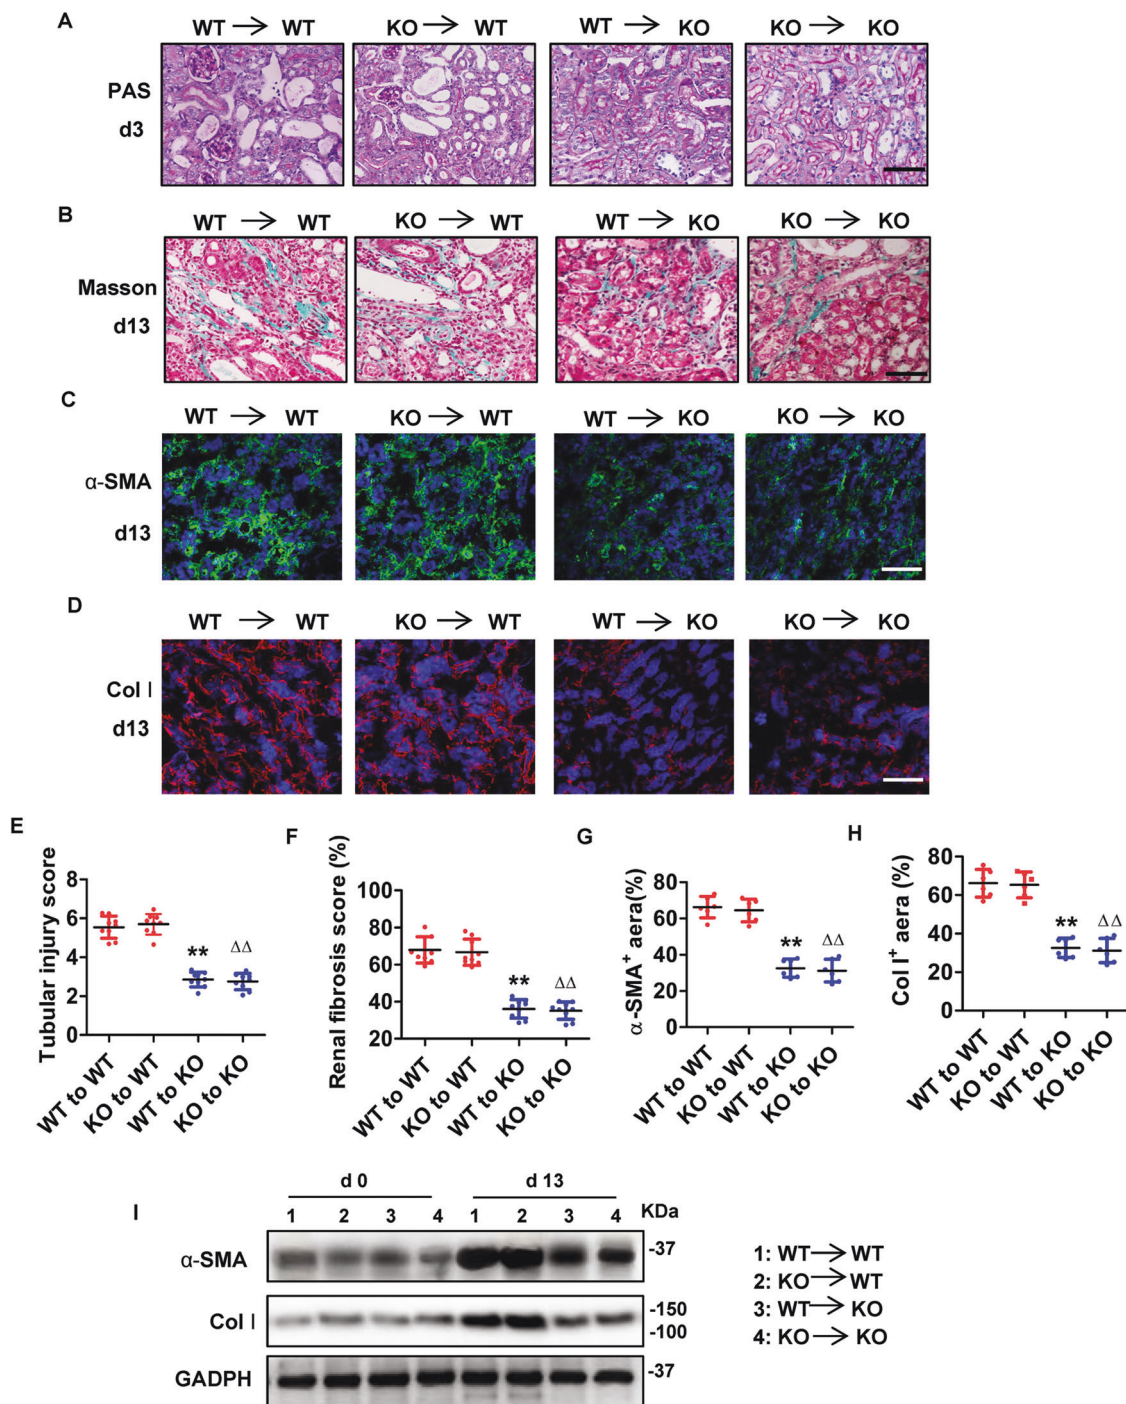 A
WT → WT KO → WT WT → KO KO → KO
PAS
d3
B
WT → WT KO → WT WT → KO KO → KO
Masson
d13
C
WT → WT KO → WT WT → KO KO → KO
α-SMA
d13
D
WT → WT KO → WT WT → KO KO → KO
Col I
d13
E
Tubular injury score
8
6
4
2
0
** ΔΔ
WT to WT KO to WT WT to KO KO to KO
F
Renal fibrosis score (%)
100
80
60
40
20
** ΔΔ
WT to WT KO to WT WT to KO KO to KO
G
α-SMA+ aera(%)
80
60
40
20
0
** ΔΔ
WT to WT KO to WT WT to KO KO to KO
H
Col I+ aera (%)
80
60
40
20
0
** ΔΔ
WT to WT KO to WT WT to KO KO to KO
I
d 0 d 13
1 2 3 4 1 2 3 4 KDa
α-SMA -37
Col I -150
-100
GADPH -37
1: WT → WT
2: KO → WT
3: WT → KO
4: KO → KO